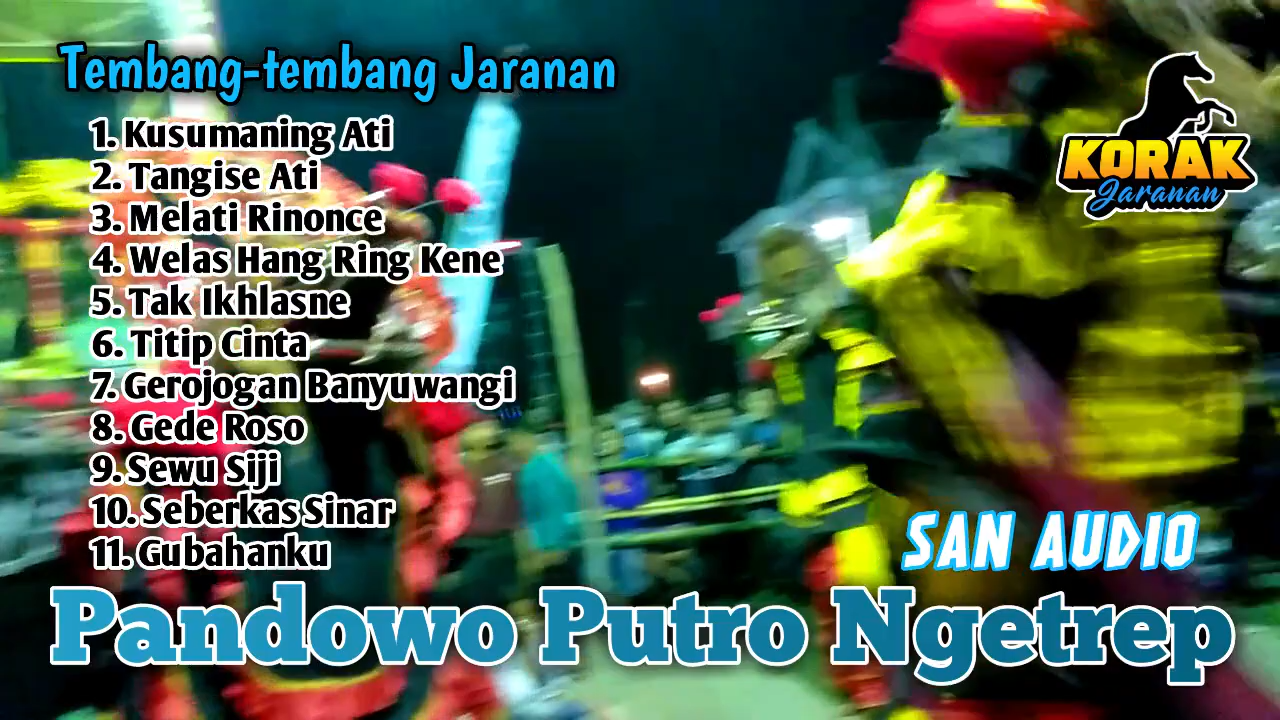 Tembang-tembang Jaranan
1. Kusumaning Ati
2. Tangise Ati
3. Melati Rinonce
4. Welas Hang Ring Kene
5. Tak Ikhlasne
6. Titip Cinta
7. Gerojogan Banyuwangi
8. Gede Roso
9. Sewu Siji
10. Seberkas Sinar
11. Gubahanku
KORAK
Jaranan
SAN AUDIO
Pandowo Putro Ngetrep